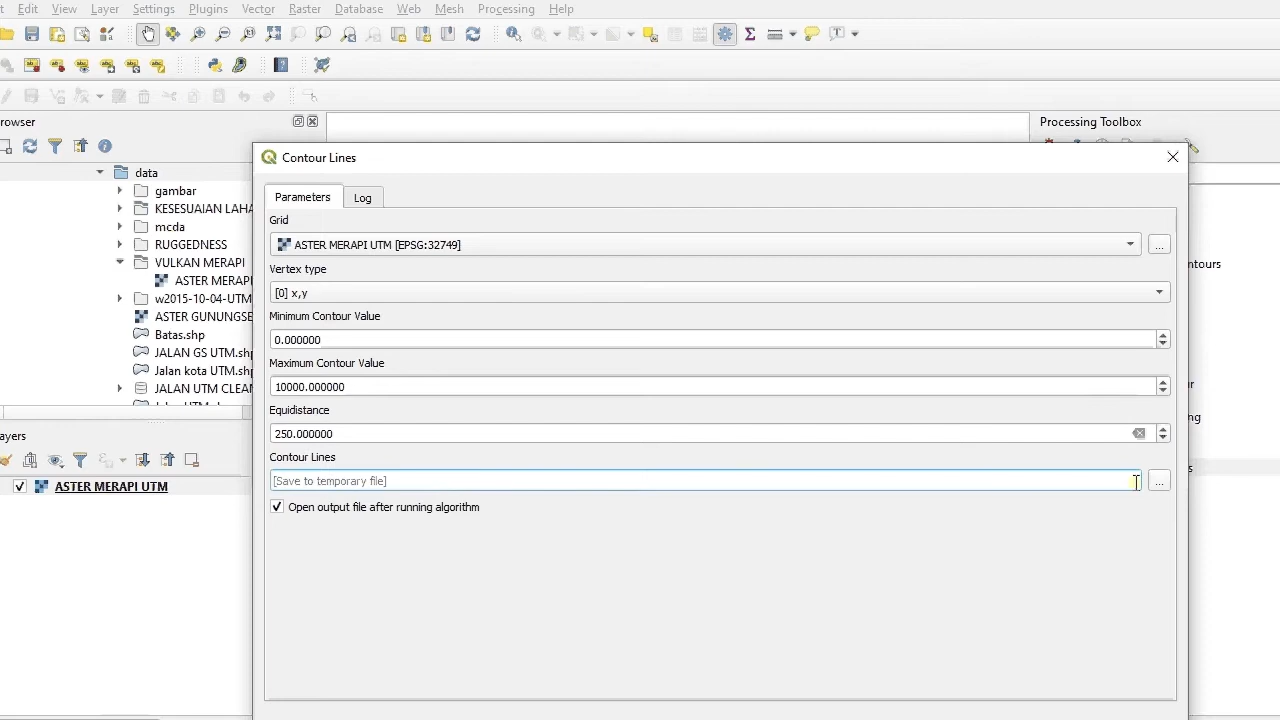 Edit View Layer Settings Plugins Vector Raster Database Web Mesh Processing Help
Processing Toolbox
Contour Lines
data
gambar
KESESUAIAN LAHA
mcda
RUGGEDNESS
VULKAN MERAPI
ASTER MERAPI
w2015-10-04-UTM
ASTER GUNUNGSE
Batas.shp
JALAN GS UTM.shp
Jalan kota UTM.shp
JALAN UTM CLEAN
ayers
ASTER MERAPI UTM
Parameters
Log
Grid
ASTER MERAPI UTM [EPSG:32749]
...
Vertex type
[0] x,y
Minimum Contour Value
0.000000
Maximum Contour Value
10000.000000
Equidistance
250.000000
Contour Lines
[Save to temporary file]
...
Open output file after running algorithm
ntours